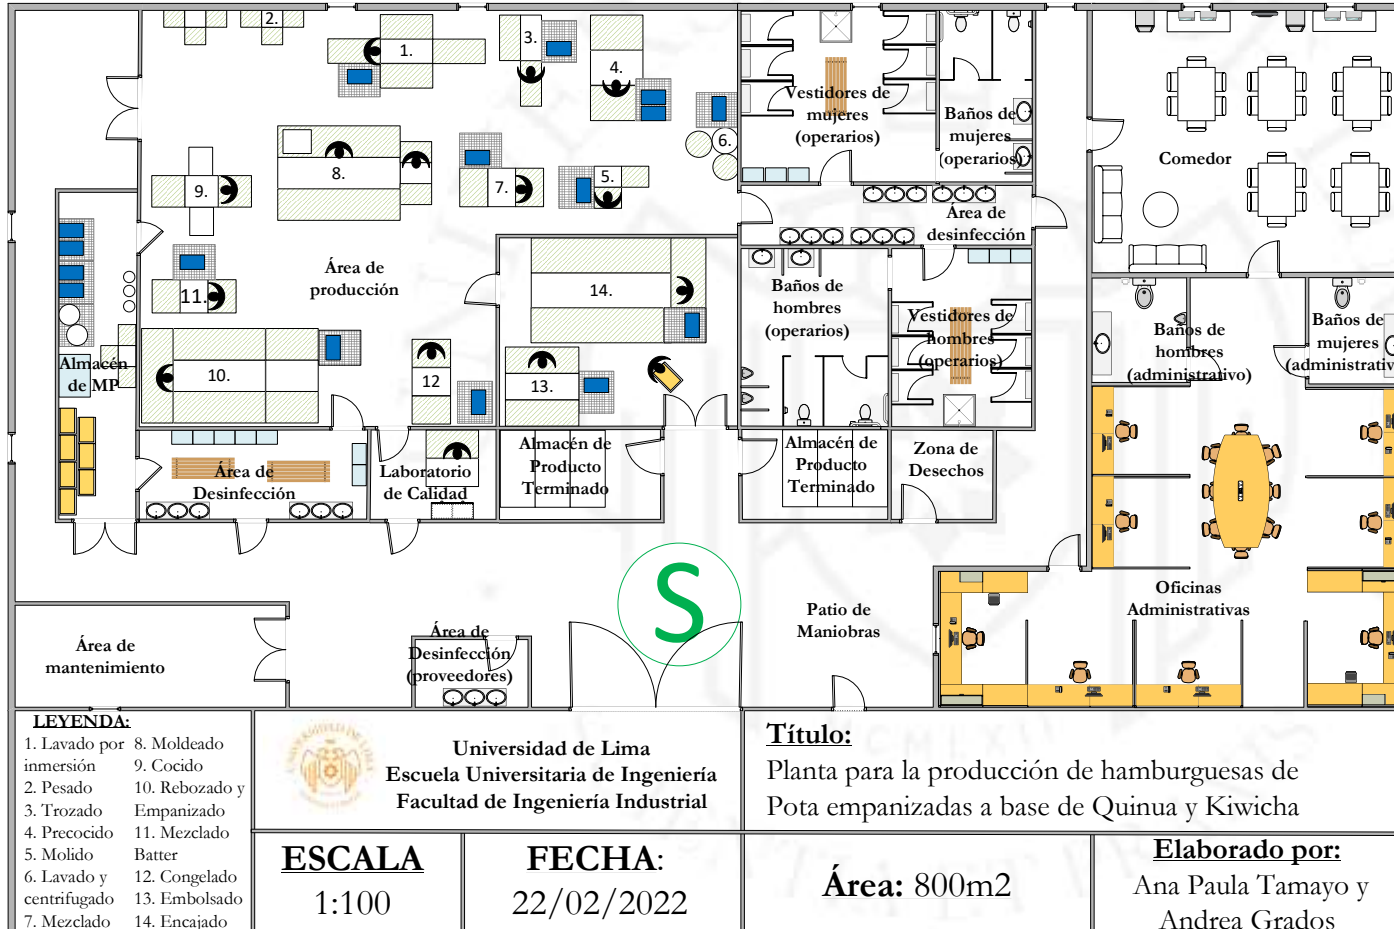 2.
1.
3.
4.
6.
8.
7.
5.
9.
11.
14.
10.
12
13.
Vestidores de
mujeres
(operarios)
Baños de
mujeres
(operarios)
Comedor
Área de
desinfección
Área de
producción
Baños de
hombres
(operarios)
Vestidores de
hombres
(operarios)
Baños de
hombres
(administrativo)
Baños de
mujeres
(administrativ
Almacén
de MP
Área de
Desinfección
Laboratorio
de Calidad
Almacén de
Producto
Terminado
Almacén de
Producto
Terminado
Zona de
Desechos
S
Patio de
Maniobras
Oficinas
Administrativas
Área de
mantenimiento
Área de
Desinfección
(proveedores)
LEYENDA:
1. Lavado por
inmersión
2. Pesado
3. Trozado
4. Precocido
5. Molido
6. Lavado y
centrifugado
7. Mezclado
8. Moldeado
9. Cocido
10. Rebozado y
Empanizado
11. Mezclado
Batter
12. Congelado
13. Embolsado
14. Encajado
Universidad de Lima
Escuela Universitaria de Ingeniería
Facultad de Ingeniería Industrial
Título:
Planta para la producción de hamburguesas de
Pota empanizadas a base de Quinua y Kiwicha
ESCALA
1:100
FECHA:
22/02/2022
Área: 800m2
Elaborado por:
Ana Paula Tamayo y
Andrea Grados